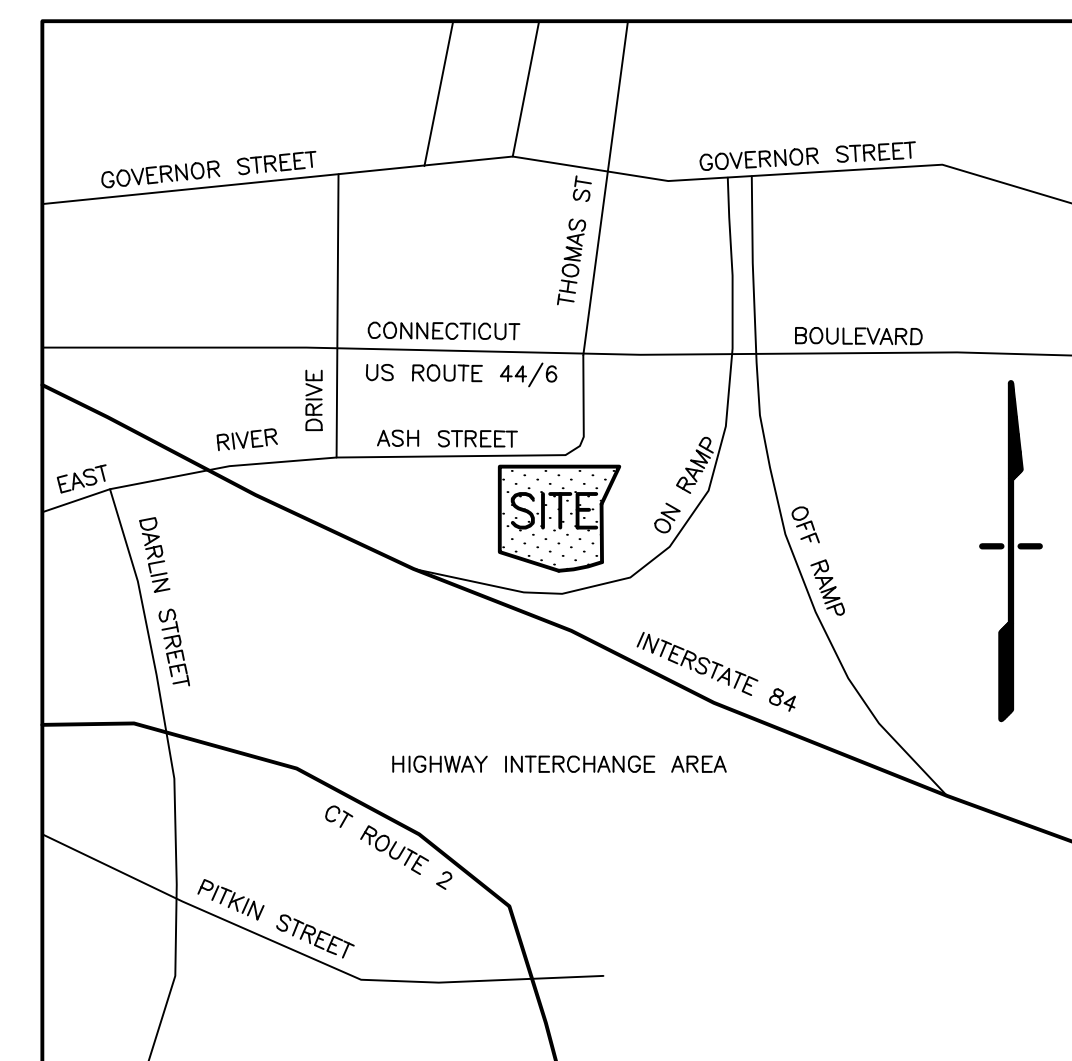 GOVERNOR STREET
GOVERNOR STREET
THOMAS ST
CONNECTICUT
BOULEVARD
US ROUTE 44/6
DRIVE
RIVER
ASH STREET
EAST
SITE
ON RAMP
OFF RAMP
DARLIN STREET
INTERSTATE 84
HIGHWAY INTERCHANGE AREA
CT ROUTE 2
PITKIN STREET